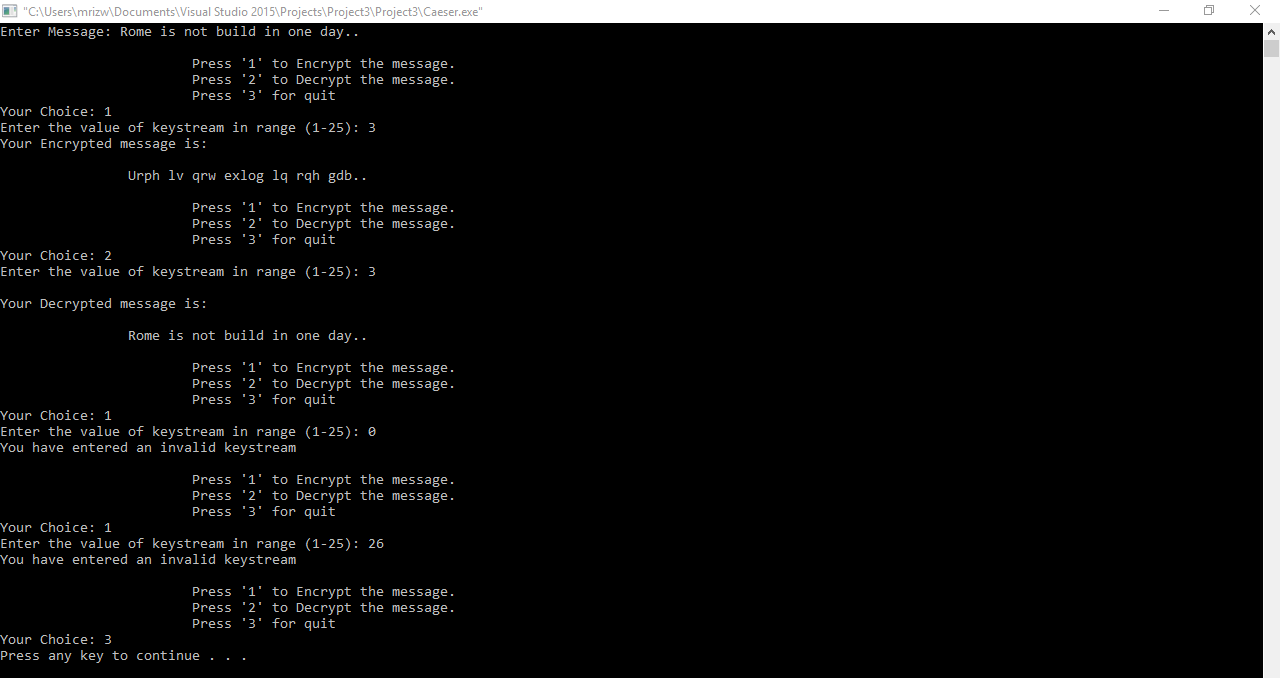 "C:\Users\mrizw\Documents\Visual Studio 2015\Projects\Project3\Project3\Caeser.exe"
Enter Message: Rome is not build in one day..
Press '1' to Encrypt the message.
Press '2' to Decrypt the message.
Press '3' for quit
Your Choice: 1
Enter the value of keystream in range (1-25): 3
Your Encrypted message is:
Urph lv qrw exlog lq rqh gdb..
Press '1' to Encrypt the message.
Press '2' to Decrypt the message.
Press '3' for quit
Your Choice: 2
Enter the value of keystream in range (1-25): 3
Your Decrypted message is:
Rome is not build in one day..
Press '1' to Encrypt the message.
Press '2' to Decrypt the message.
Press '3' for quit
Your Choice: 1
Enter the value of keystream in range (1-25): 0
You have entered an invalid keystream
Press '1' to Encrypt the message.
Press '2' to Decrypt the message.
Press '3' for quit
Your Choice: 1
Enter the value of keystream in range (1-25): 26
You have entered an invalid keystream
Press '1' to Encrypt the message.
Press '2' to Decrypt the message.
Press '3' for quit
Your Choice: 3
Press any key to continue . . .